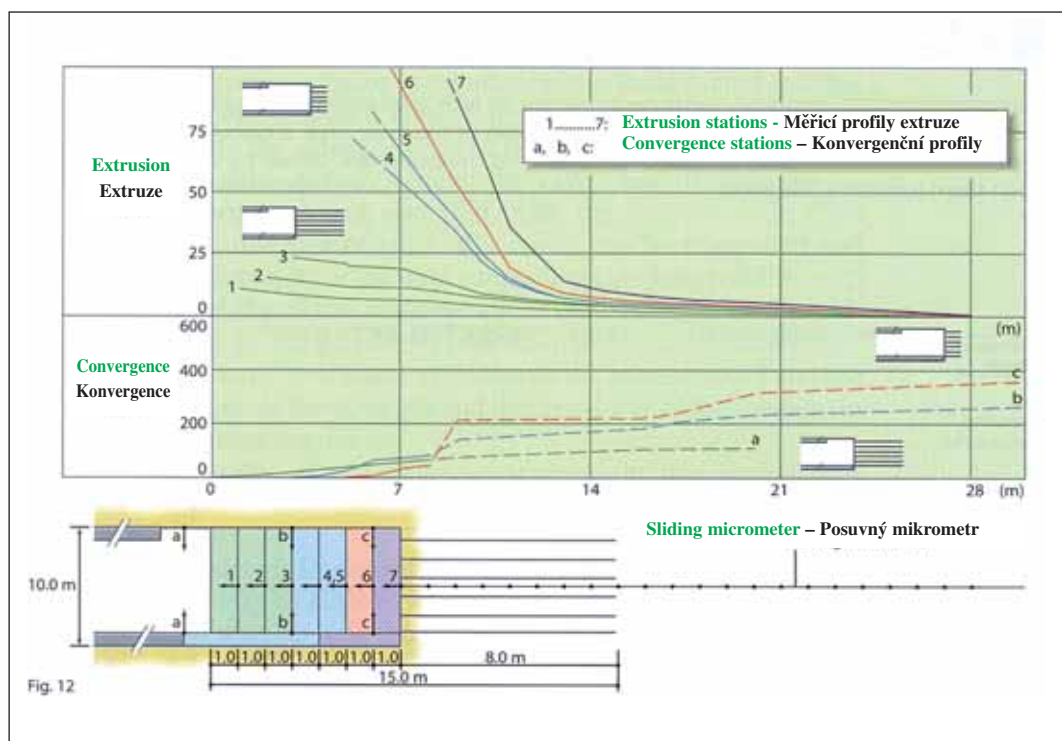 6
7
75
1..........7: Extrusion stations - Měřicí profily extruze
a, b, c: Convergence stations – Konvergenční profily
5
Extrusion
Extruze
4
50
3
25
2
1
0
600
(m)
Convergence
Konvergence
400
c
b
200
a
0
0 7 14 21 28 (m)
Sliding micrometer – Posuvný mikrometr
a b c
10.0 m
1 2 3 4,5 6 7
a b c
1.0 1.0 1.0 1.0 1.0 1.0 1.0 8.0 m
15.0 m
Fig. 12